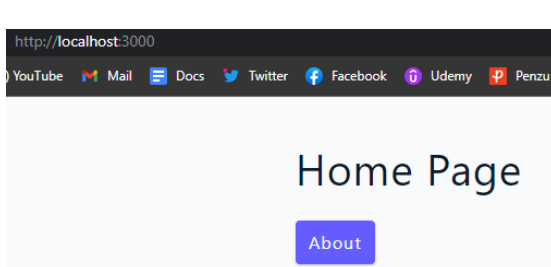 http://localhost:3000
YouTube Mail Docs Twitter Facebook Udemy Penzu
Home Page
About